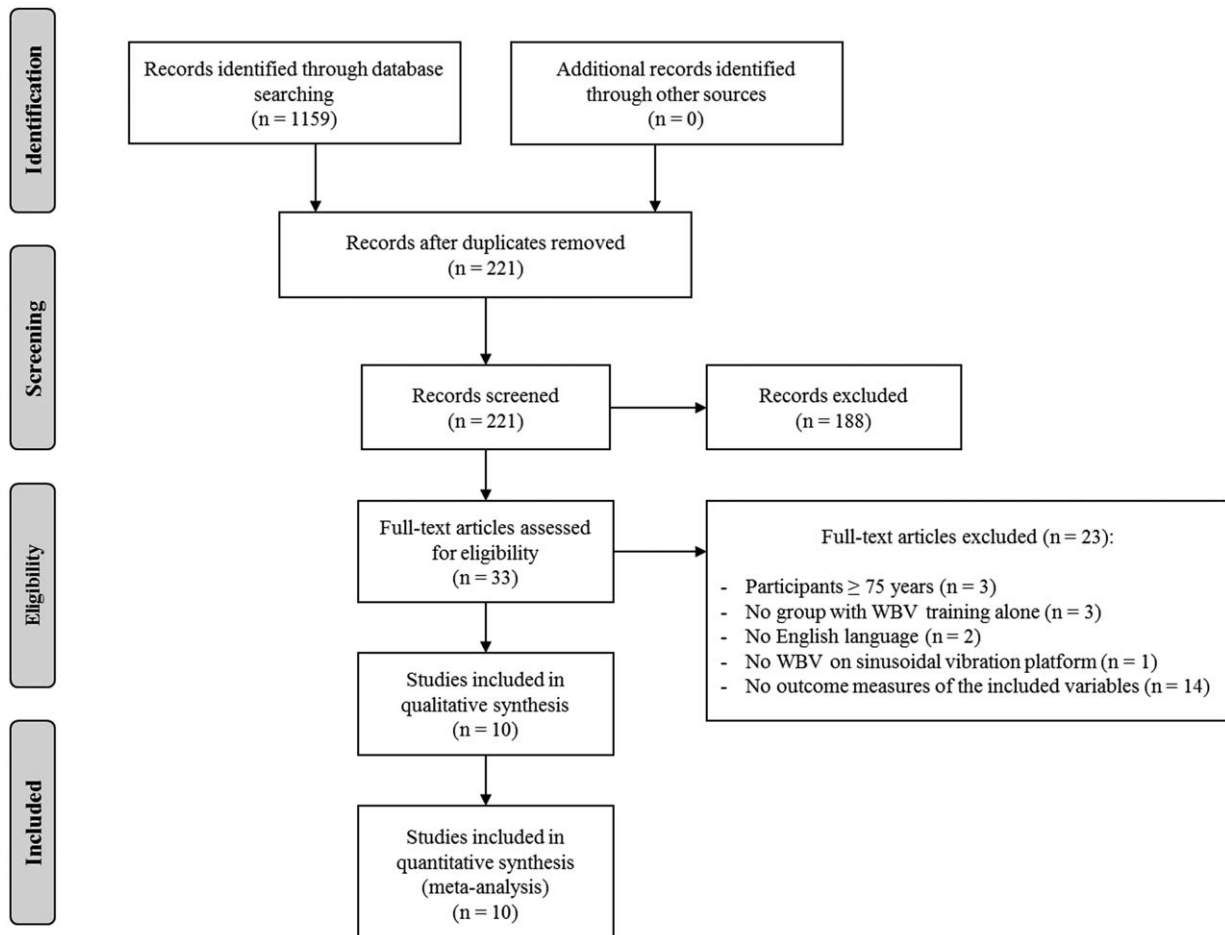 Identification
Records identified through database
searching
(n = 1159)
Additional records identified
through other sources
(n = 0)
Records after duplicates removed
(n = 221)
Screening
Records screened
(n = 221)
Records excluded
(n = 188)
Eligibility
Full-text articles assessed
for eligibility
(n = 33)
Full-text articles excluded (n = 23):
- Participants ≥ 75 years (n = 3)
- No group with WBV training alone (n = 3)
- No English language (n = 2)
- No WBV on sinusoidal vibration platform (n = 1)
- No outcome measures of the included variables (n = 14)
Studies included in
qualitative synthesis
(n = 10)
Included
Studies included in
quantitative synthesis
(meta-analysis)
(n = 10)